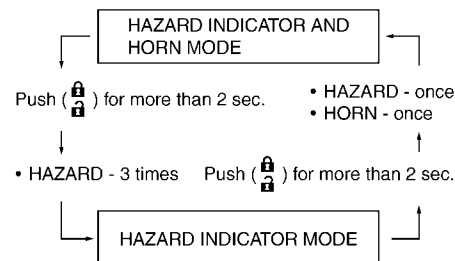 HAZARD INDICATOR AND
HORN MODE
Push ( ) for more than 2 sec.
• HAZARD - once
• HORN - once
• HAZARD - 3 times
Push ( ) for more than 2 sec.
HAZARD INDICATOR MODE